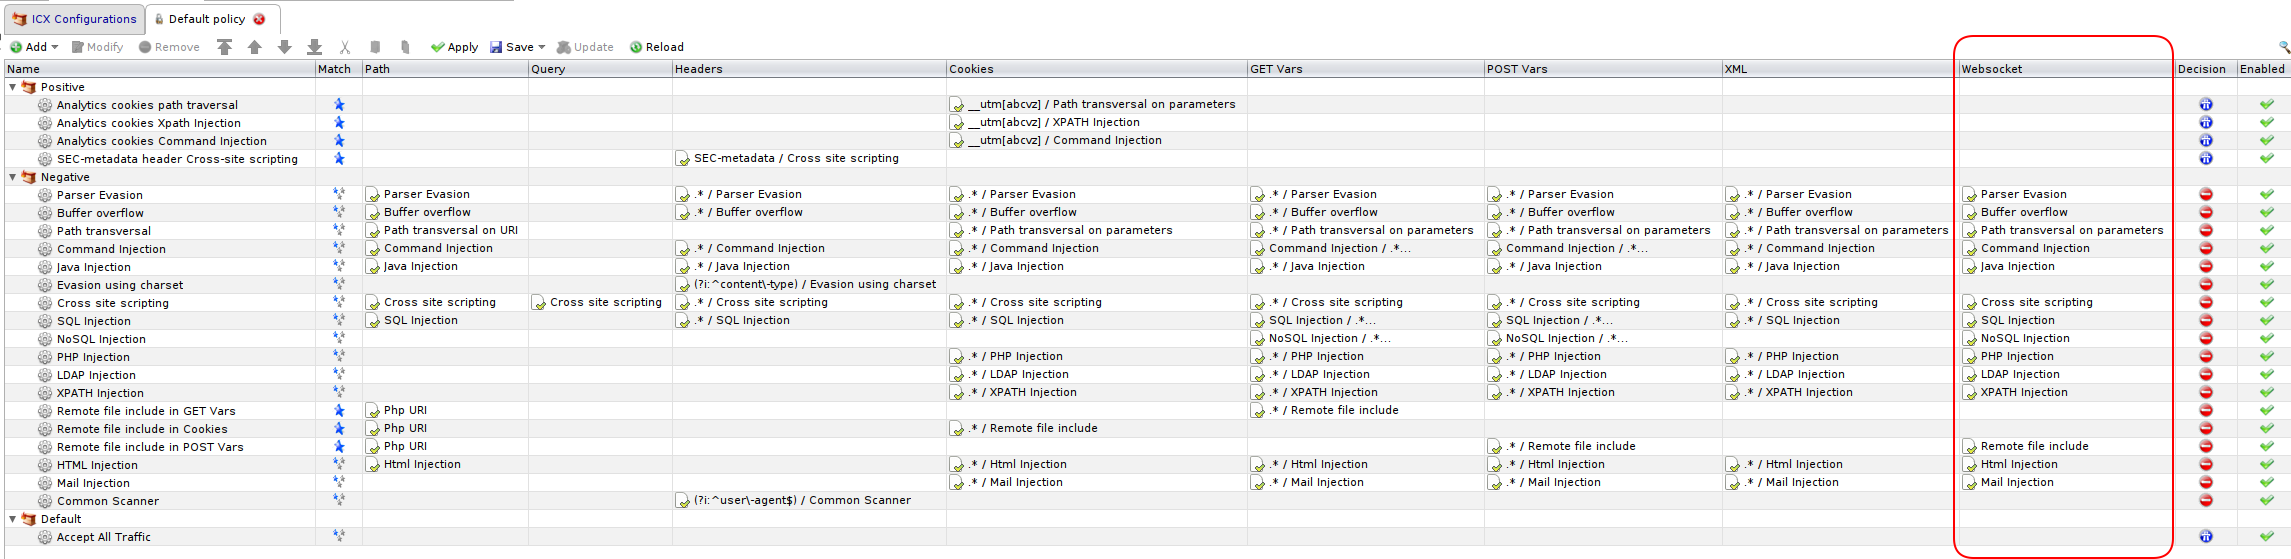 ICX Configurations Default policy
Add Modify Remove Apply Save Update Reload
Name Match Path Query Headers Cookies GET Vars POST Vars XML Websocket Decision Enabled
Positive
Analytics cookies path traversal __utm[abcvz] / Path transversal on parameters
Analytics cookies Xpath Injection __utm[abcvz] / XPATH Injection
Analytics cookies Command Injection __utm[abcvz] / Command Injection
SEC-metadata header Cross-site scripting SEC-metadata / Cross site scripting
Negative
Parser Evasion Parser Evasion .* / Parser Evasion .* / Parser Evasion .* / Parser Evasion .* / Parser Evasion .* / Parser Evasion Parser Evasion
Buffer overflow Buffer overflow .* / Buffer overflow .* / Buffer overflow .* / Buffer overflow .* / Buffer overflow .* / Buffer overflow Buffer overflow
Path transversal Path transversal on URI .* / Path transversal on parameters .* / Path transversal on parameters .* / Path transversal on parameters .* / Path transversal on parameters Path transversal on parameters
Command Injection Command Injection .* / Command Injection .* / Command Injection Command Injection / .*... Command Injection / .*... .* / Command Injection Command Injection
Java Injection Java Injection .* / Java Injection .* / Java Injection .* / Java Injection .* / Java Injection .* / Java Injection Java Injection
Evasion using charset (?i:^content\-type) / Evasion using charset
Cross site scripting Cross site scripting Cross site scripting .* / Cross site scripting .* / Cross site scripting .* / Cross site scripting .* / Cross site scripting .* / Cross site scripting Cross site scripting
SQL Injection SQL Injection .* / SQL Injection .* / SQL Injection SQL Injection / .*... SQL Injection / .*... .* / SQL Injection SQL Injection
NoSQL Injection NoSQL Injection / .*... NoSQL Injection / .*... NoSQL Injection
PHP Injection .* / PHP Injection .* / PHP Injection .* / PHP Injection .* / PHP Injection PHP Injection
LDAP Injection .* / LDAP Injection .* / LDAP Injection .* / LDAP Injection .* / LDAP Injection LDAP Injection
XPATH Injection .* / XPATH Injection .* / XPATH Injection .* / XPATH Injection .* / XPATH Injection XPATH Injection
Remote file include in GET Vars Php URI .* / Remote file include
Remote file include in Cookies Php URI .* / Remote file include
Remote file include in POST Vars Php URI .* / Remote file include Remote file include
HTML Injection Html Injection .* / Html Injection .* / Html Injection .* / Html Injection .* / Html Injection Html Injection
Mail Injection .* / Mail Injection .* / Mail Injection .* / Mail Injection .* / Mail Injection Mail Injection
Common Scanner (?i:^user\-agent$) / Common Scanner
Default
Accept All Traffic